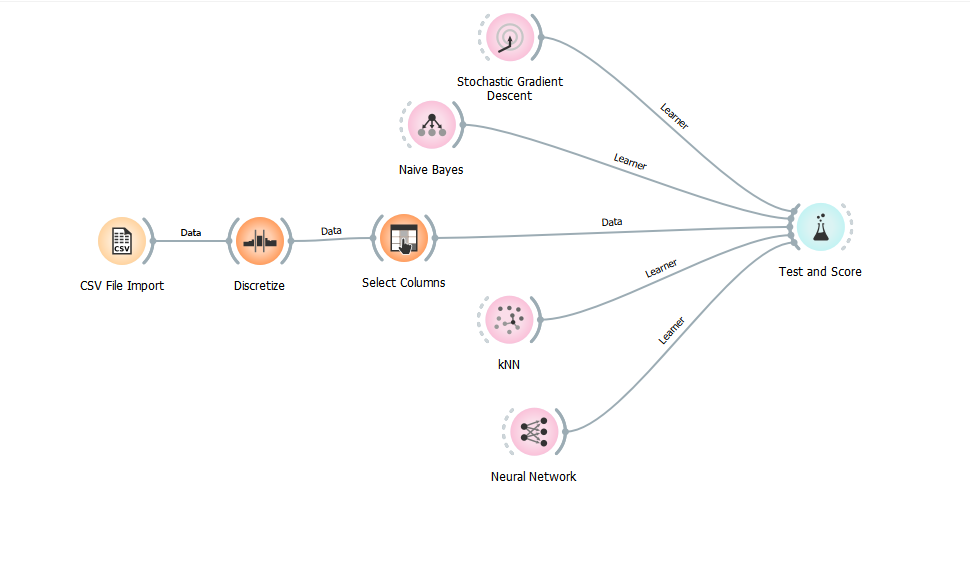 Stochastic Gradient
Descent
Learner
Naive Bayes
Learner
CSV
CSV File Import
Data
Discretize
Data
Select Columns
Data
Test and Score
Learner
kNN
Learner
Neural Network